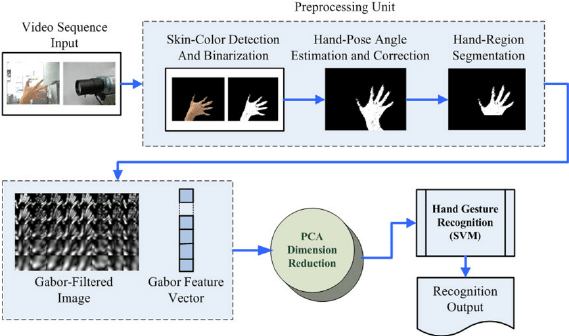 Preprocessing Unit
Video Sequence
Input
Skin-Color Detection
And Binarization
Hand-Pose Angle
Estimation and Correction
Hand-Region
Segmentation
Gabor-Filtered
Image
Gabor Feature
Vector
PCA
Dimension
Reduction
Hand Gesture
Recognition
(SVM)
Recognition
Output